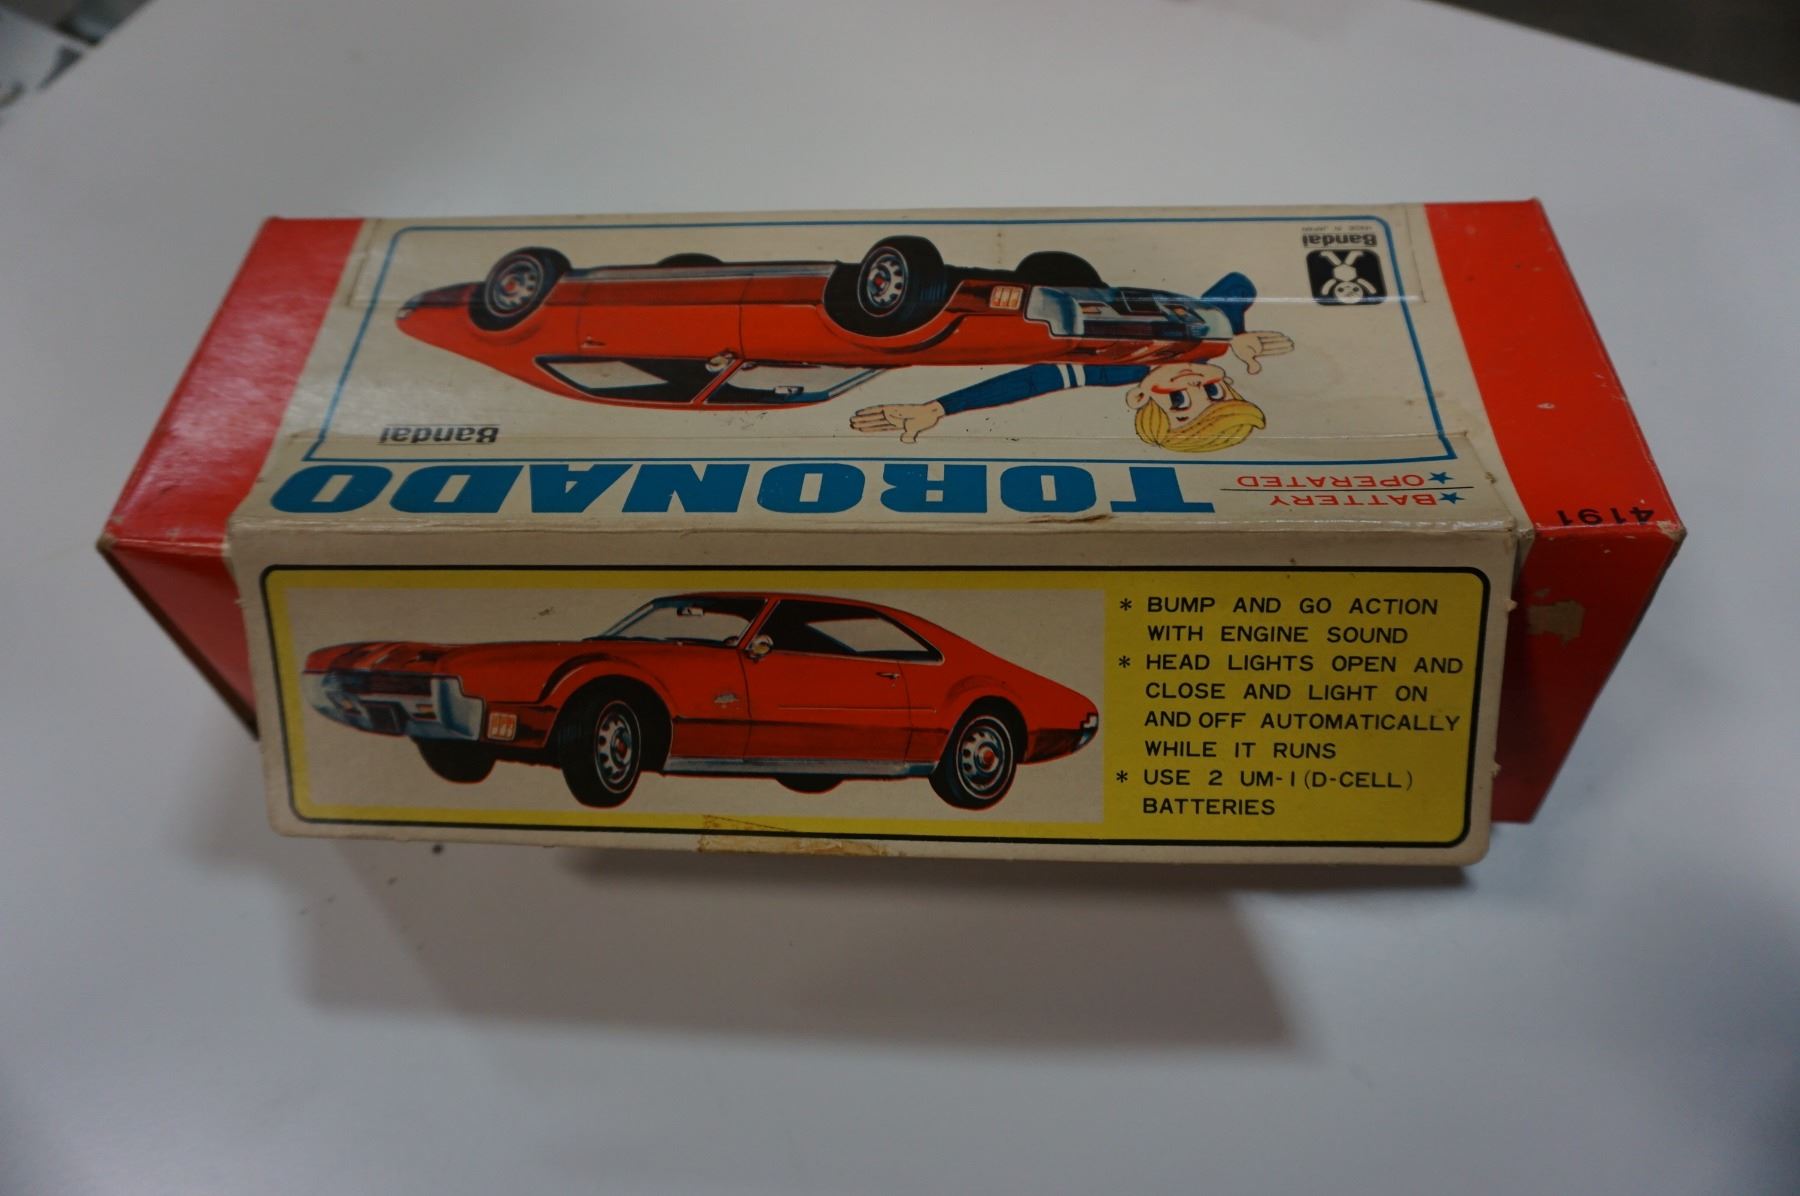 Bandai
MADE IN JAPAN
Bandai
TORONADO
★BATTERY
★OPERATED
4191
* BUMP AND GO ACTION
WITH ENGINE SOUND
* HEAD LIGHTS OPEN AND
CLOSE AND LIGHT ON
AND OFF AUTOMATICALLY
WHILE IT RUNS
* USE 2 UM-1 (D-CELL)
BATTERIES